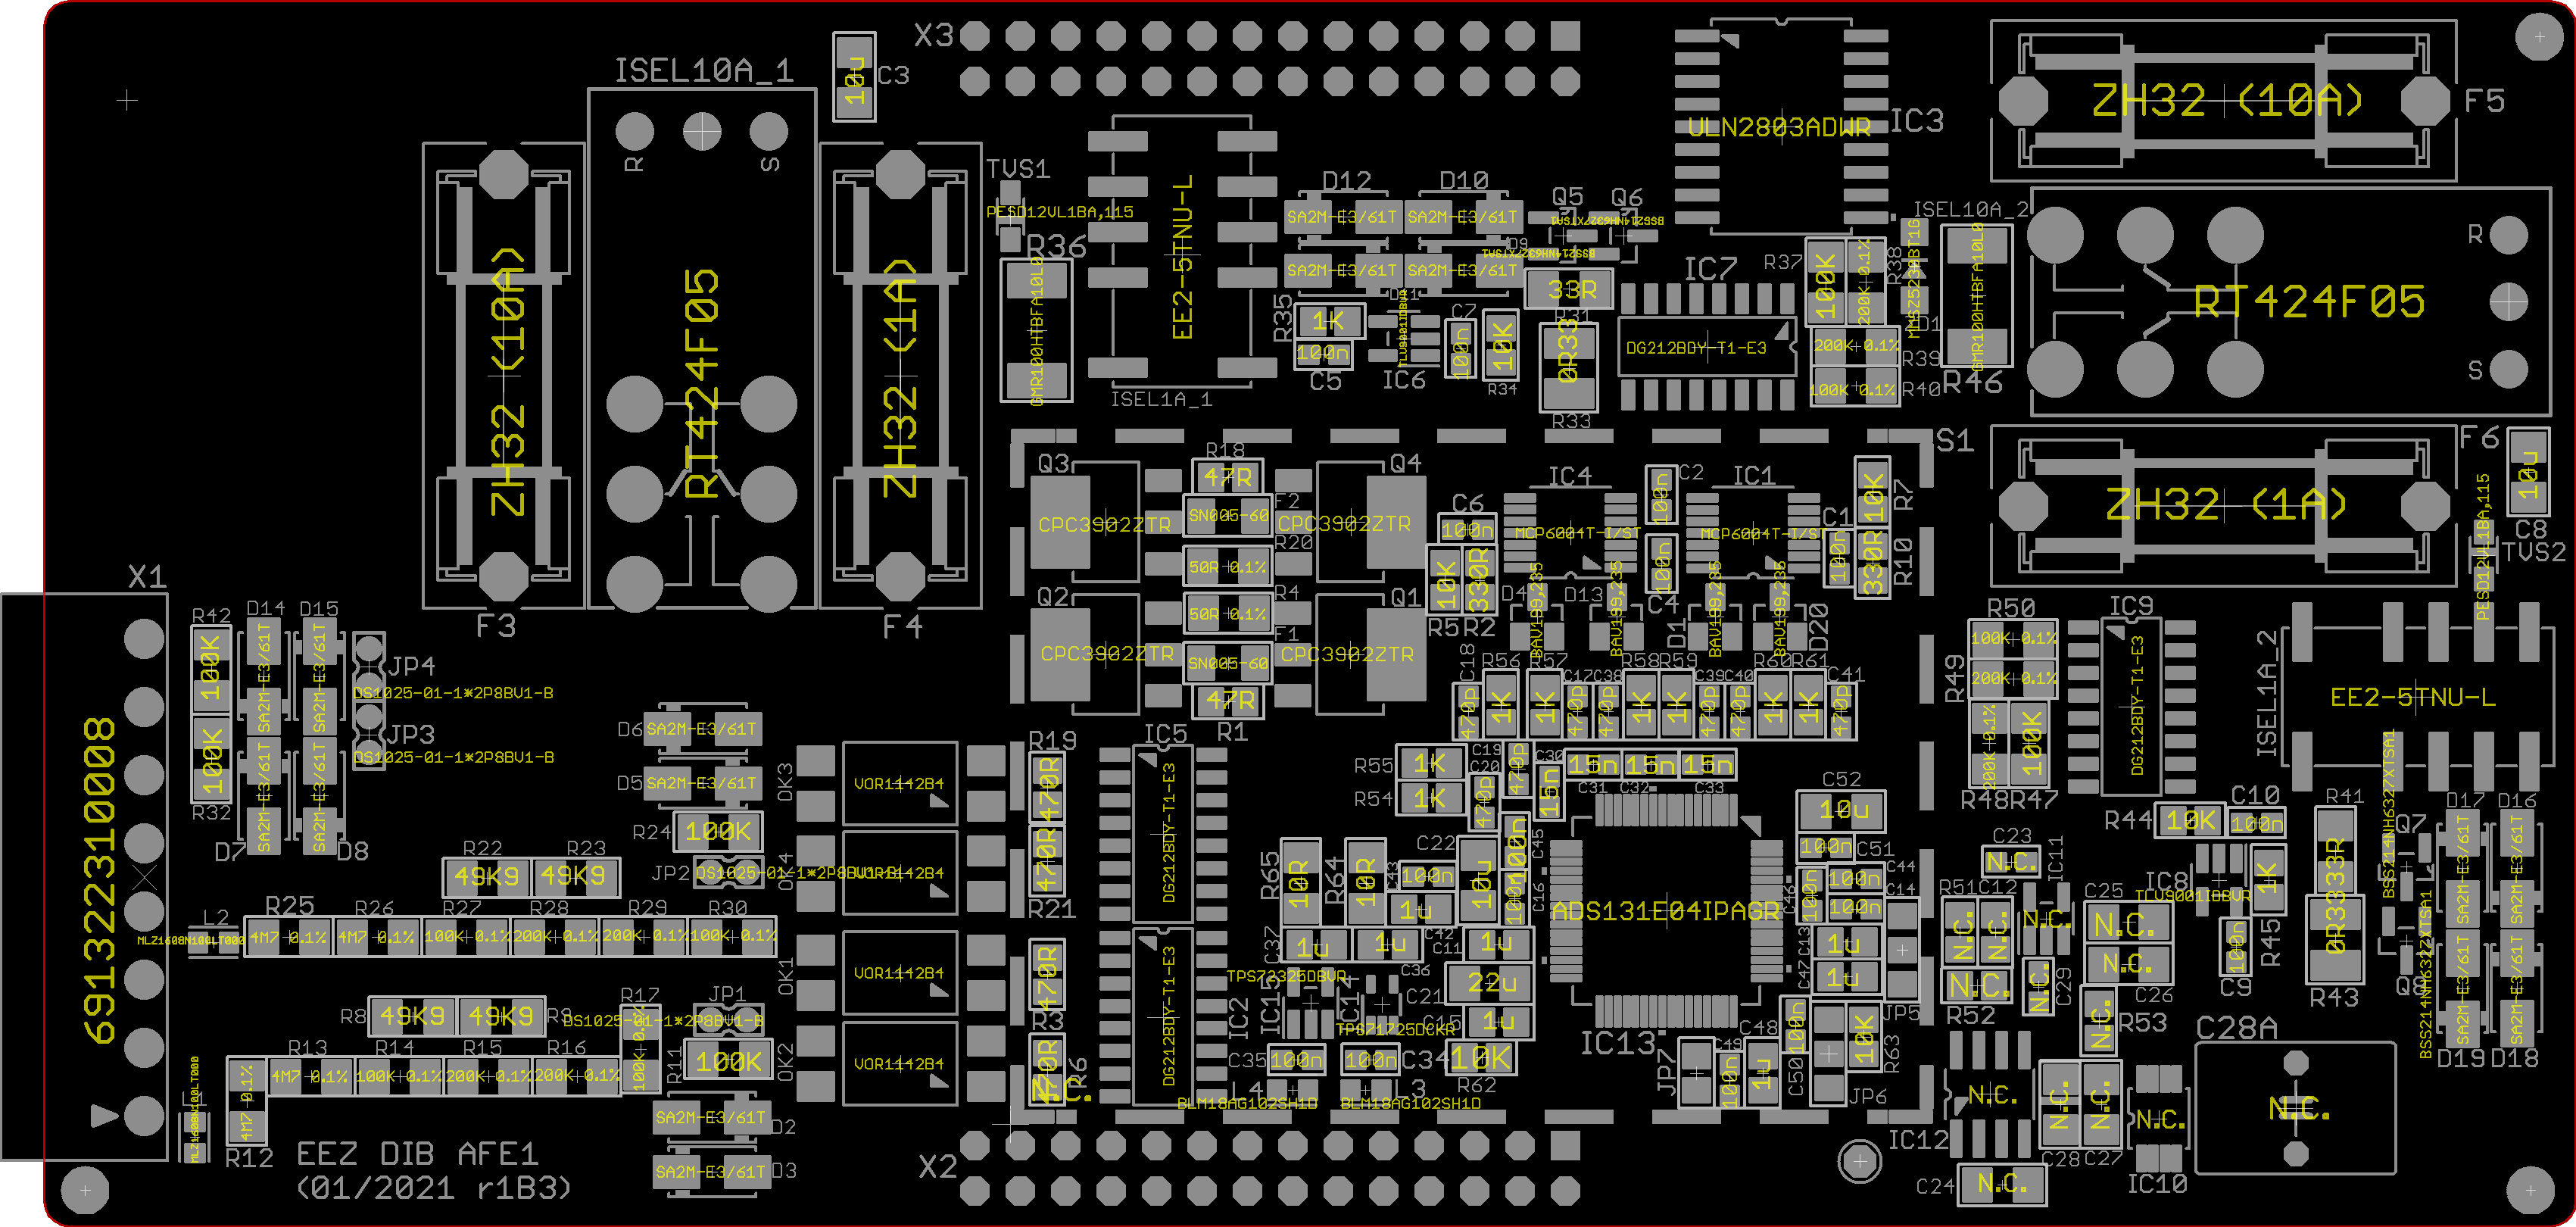 X3
ISEL10A_1
10u
C3
ULN2803ADWR
IC3
ZH32 (10A)
F5
R
S
TVS1
PESD12VL1BA,115
R36
GMR100HTBFA10L0
EE2-5TNU-L
ISEL1A_1
D12
D10
SA2M-E3/61T
SA2M-E3/61T
SA2M-E3/61T
SA2M-E3/61T
D9
Q5
Q6
BSS214NH6327XTSA1
BSS214NH6327XTSA1
33R
R31
0R33
R33
R35
1K
100n
C5
TLV9001IDBVR
IC6
C7
100n
10K
R34
IC7
DG212BDY-T1-E3
R37
100K
200K 0.1%
R38
200K 0.1%
R39
100K 0.1%
R40
ISEL10A_2
GMR100HTBFA10L0
R46
R
RT424F05
S
ZH32 (10A)
F3
RT424F05
ZH32 (1A)
F4
S1
ZH32 (1A)
F6
10u
C8
PESD12VL1BA,115
TVS2
Q3
CPC3902ZTR
R18
47R
SN005-60
F2
Q4
CPC3902ZTR
50R 0.1%
R20
Q2
CPC3902ZTR
50R 0.1%
R4
SN005-60
F1
47R
R1
Q1
CPC3902ZTR
C6
100n
10K
330R
R5
R2
IC4
MCP6004T-I/ST
C2
100n
100n
C4
IC1
MCP6004T-I/ST
C1
100n
10K
R7
330R
R10
D4
BAV199,235
D13
BAV199,235
D1
BAV199,235
BAV199,235
D20
C18
R56
R57
C17
C38
R58
R59
C39
C40
R60
R61
C41
470p
1K
1K
470p
470p
1K
1K
470p
470p
1K
1K
470p
X1
691322310008
R42
100K
100K
R32
D14
D15
SA2M-E3/61T
SA2M-E3/61T
SA2M-E3/61T
SA2M-E3/61T
D7
D8
JP4
DS1025-01-1*2P8BV1-B
JP3
DS1025-01-1*2P8BV1-B
D6
SA2M-E3/61T
D5
SA2M-E3/61T
R24
100K
JP2
DS1025-01-1*2P8BV1-B
OK3
VOR1142B4
OK4
OK1
VOR1142B4
OK2
VOR1142B4
R19
470R
470R
R21
470R
R3
470R
R6
N.C.
IC5
DG212BDY-T1-E3
DG212BDY-T1-E3
IC2
R22
49K9
R23
49K9
L2
MLZ1608N100LT000
R25
R26
R27
R28
R29
R30
4M7 0.1%
4M7 0.1%
100K 0.1%
200K 0.1%
200K 0.1%
100K 0.1%
R8
49K9
49K9
R9
R17
100K 0.1%
JP1
DS1025-01-1*2P8BV1-B
R11
100K
R13
R14
R15
R16
4M7 0.1%
100K 0.1%
200K 0.1%
200K 0.1%
L1
MLZ1608N100LT000
4M7 0.1%
R12
SA2M-E3/61T
D2
SA2M-E3/61T
D3
EEZ DIB AFE1
(01/2021 r1B3)
R55
1K
R54
1K
C19
C20
470p
470p
C30
15n
15n
15n
15n
C31
C32
C33
C52
10u
100n
C51
R65
10R
R64
10R
C22
C43
100n
1u
C42
10u
100n
C45
100n
C16
ADS131E04IPAGR
IC13
C46
100n
C44
100n
100n
C14
C37
1u
1u
C36
C11
1u
C13
1u
C47
1u
TPS72325DBVR
IC15
IC14
TPS71725DCKR
C21
22u
C15
1u
C35
100n
100n
C34
10K
R62
L4
BLM18AG102SH1D
L3
BLM18AG102SH1D
JP7
C49
100n
C48
1u
100n
C50
JP6
10K
R63
JP5
X2
R50
100K 0.1%
200K 0.1%
R49
200K 0.1%
100K
R48
R47
IC9
DG212BDY-T1-E3
ISEL1A_2
EE2-5TNU-L
R44
10K
C10
100n
IC8
TLV9001IDBVR
1K
R45
100n
C9
R41
33R
0R33
R43
Q7
BSS214NH6327XTSA1
Q8
BSS214NH6327XTSA1
D17
D16
SA2M-E3/61T
SA2M-E3/61T
SA2M-E3/61T
SA2M-E3/61T
D19
D18
C23
N.C.
R51
C12
N.C.
N.C.
IC11
N.C.
C25
N.C.
N.C.
C26
N.C.
R52
N.C.
C29
N.C.
R53
N.C.
IC12
N.C.
N.C.
C28
C27
N.C.
IC10
C28A
N.C.
C24
N.C.